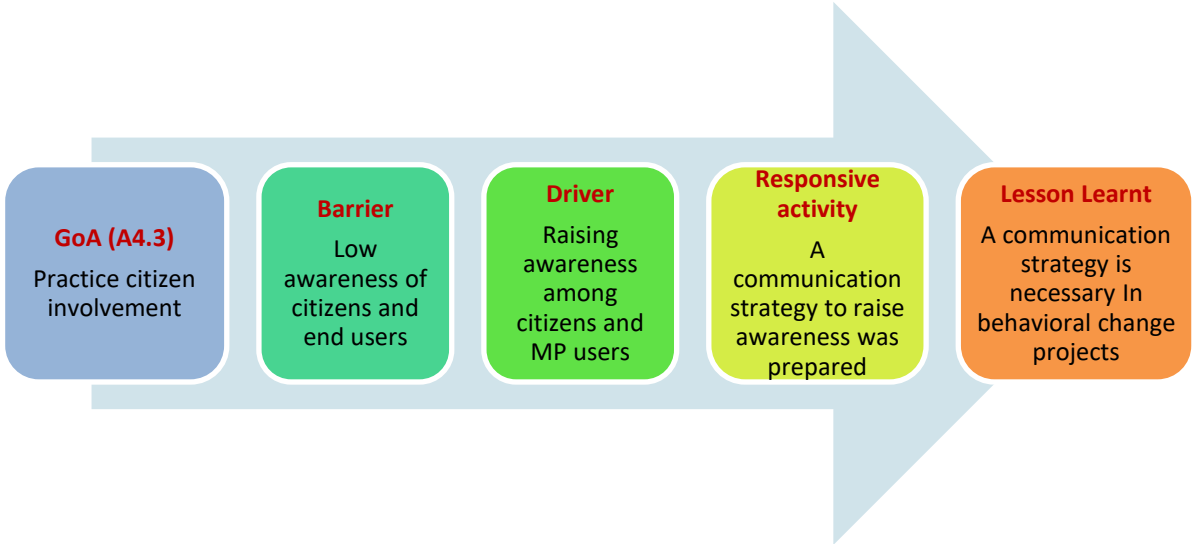 GoA (A4.3)
Practice citizen
involvement
Barrier
Low
awareness of
citizens and
end users
Driver
Raising
awareness
among
citizens and
MP users
Responsive
activity
A
communication
strategy to raise
awareness was
prepared
Lesson Learnt
A communication
strategy is
necessary In
behavioral change
projects